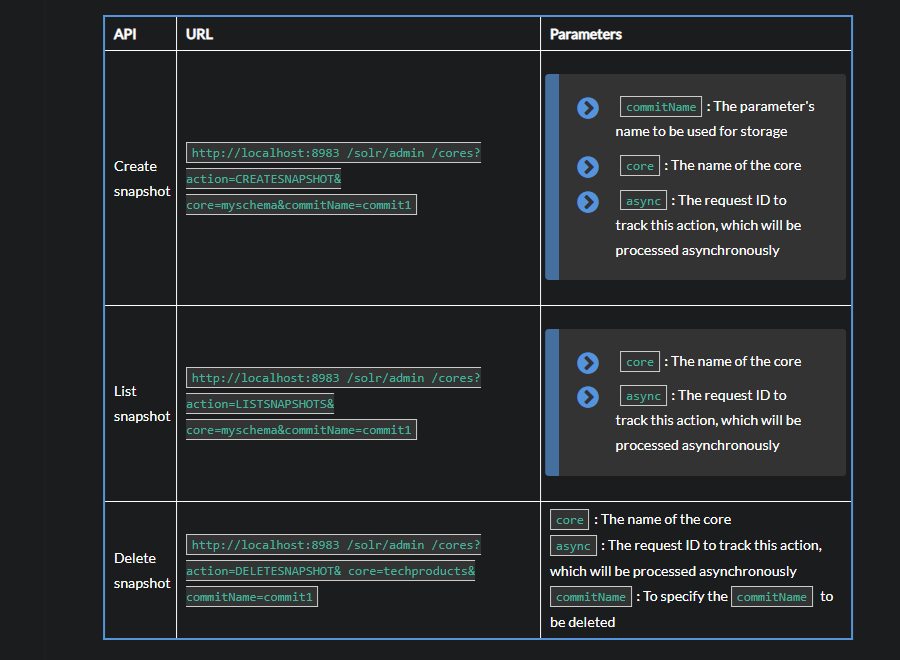 API URL Parameters
Create
snapshot
http://localhost:8983 /solr/admin /cores?
action=CREATESNAPSHOT&
core=myschema&commitName=commit1
commitName : The parameter's
name to be used for storage
core : The name of the core
async : The request ID to
track this action, which will be
processed asynchronously
List
snapshot
http://localhost:8983 /solr/admin /cores?
action=LISTSNAPSHOTS&
core=myschema&commitName=commit1
core : The name of the core
async : The request ID to
track this action, which will be
processed asynchronously
Delete
snapshot
http://localhost:8983 /solr/admin /cores?
action=DELETESNAPSHOT& core=techproducts&
commitName=commit1
core : The name of the core
async : The request ID to track this action,
which will be processed asynchronously
commitName : To specify the commitName to
be deleted